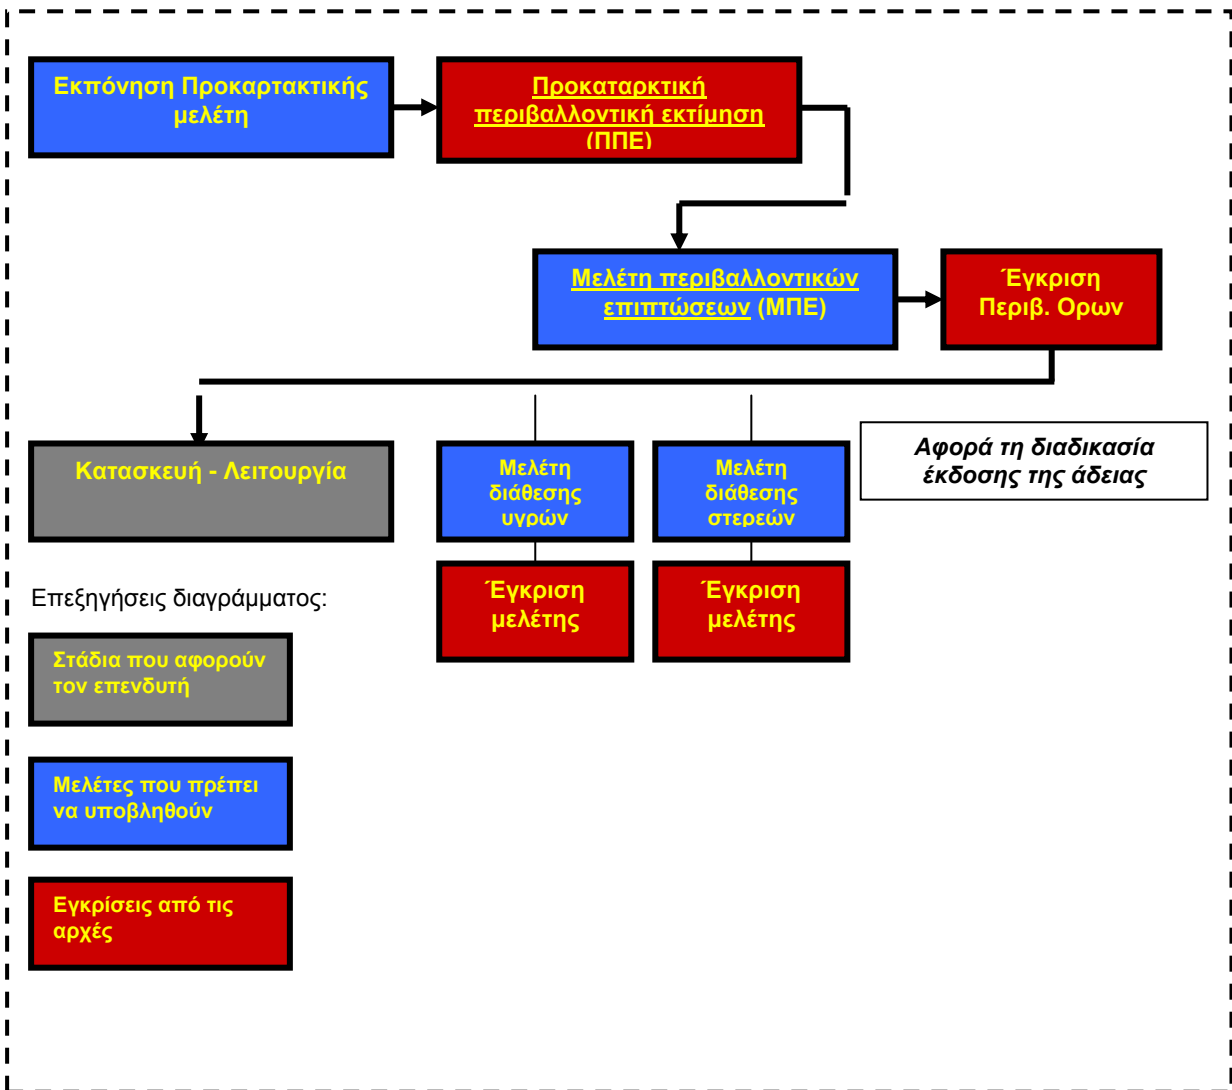 Εκπόνηση Προκαρτακτικής
μελέτη
Προκαταρκτική
περιβαλλοντική εκτίμηση
(ΠΠΕ)
Μελέτη περιβαλλοντικών
επιπτώσεων (ΜΠΕ)
Έγκριση
Περιβ. Ορων
Κατασκευή - Λειτουργία
Μελέτη
διάθεσης
υγρών
Μελέτη
διάθεσης
στερεών
Αφορά τη διαδικασία
έκδοσης της άδειας
Έγκριση
μελέτης
Έγκριση
μελέτης
Επεξηγήσεις διαγράμματος:
Στάδια που αφορούν
τον επενδυτή
Μελέτες που πρέπει
να υποβληθούν
Εγκρίσεις από τις
αρχές